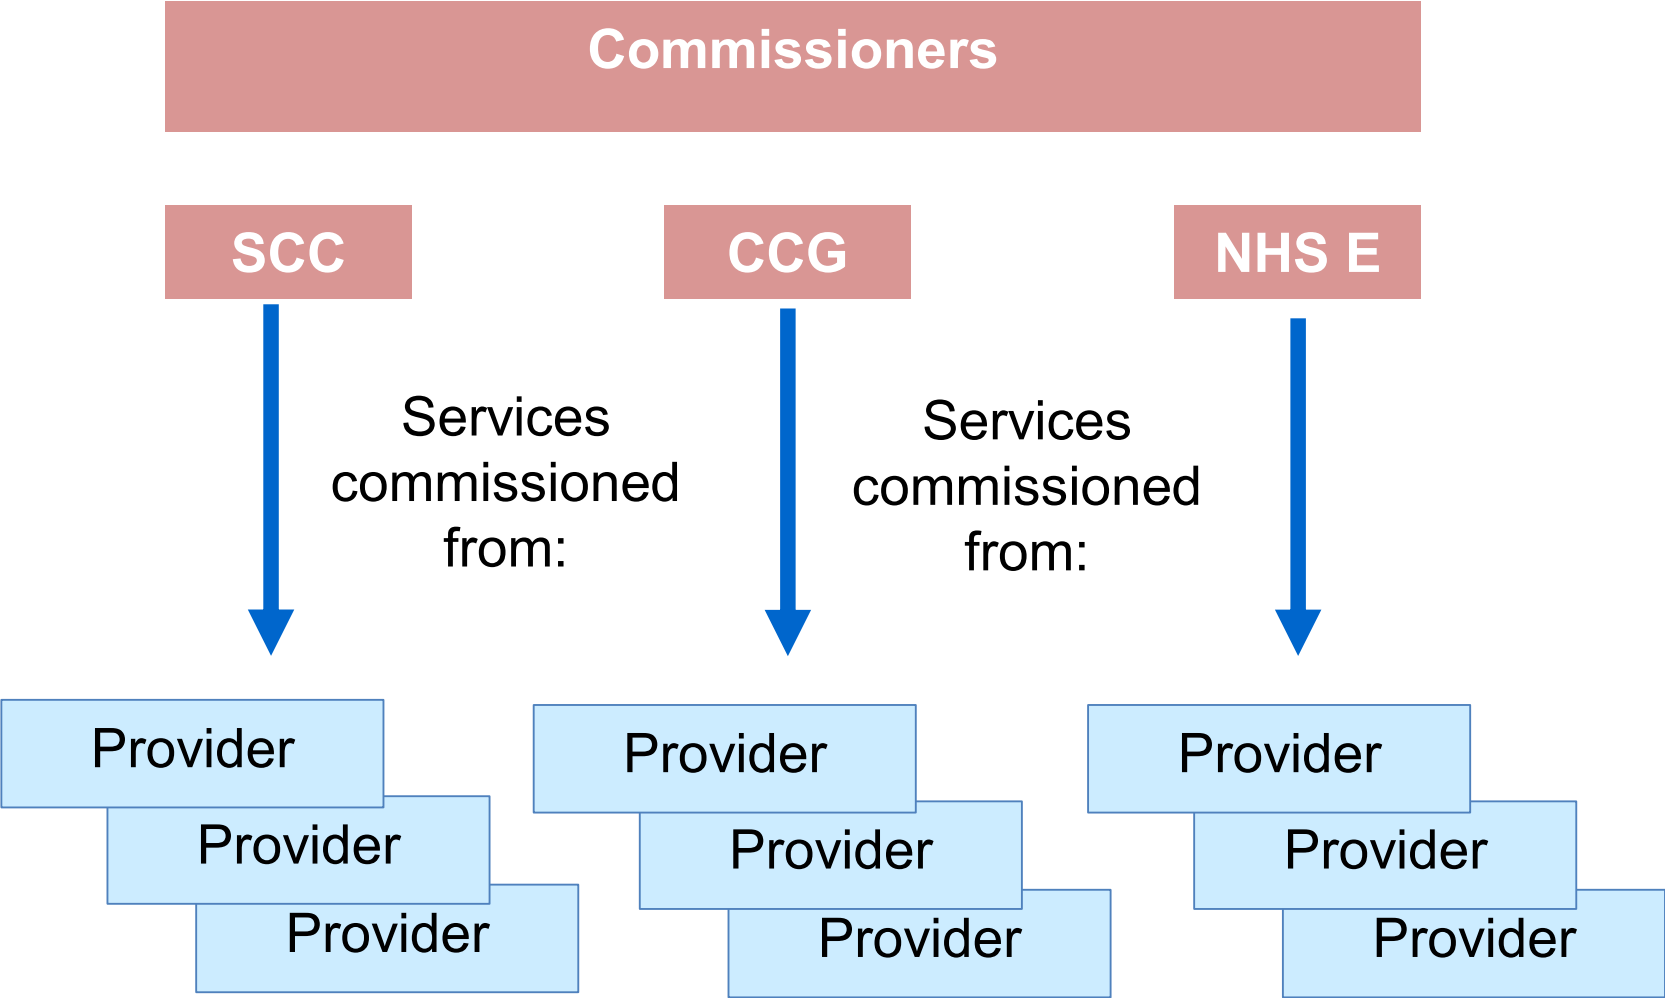 Commissioners
SCC
CCG
NHS E
Services
commissioned
from:
Services
commissioned
from:
Provider
Provider
Provider
Provider
Provider
Provider
Provider
Provider
Provider